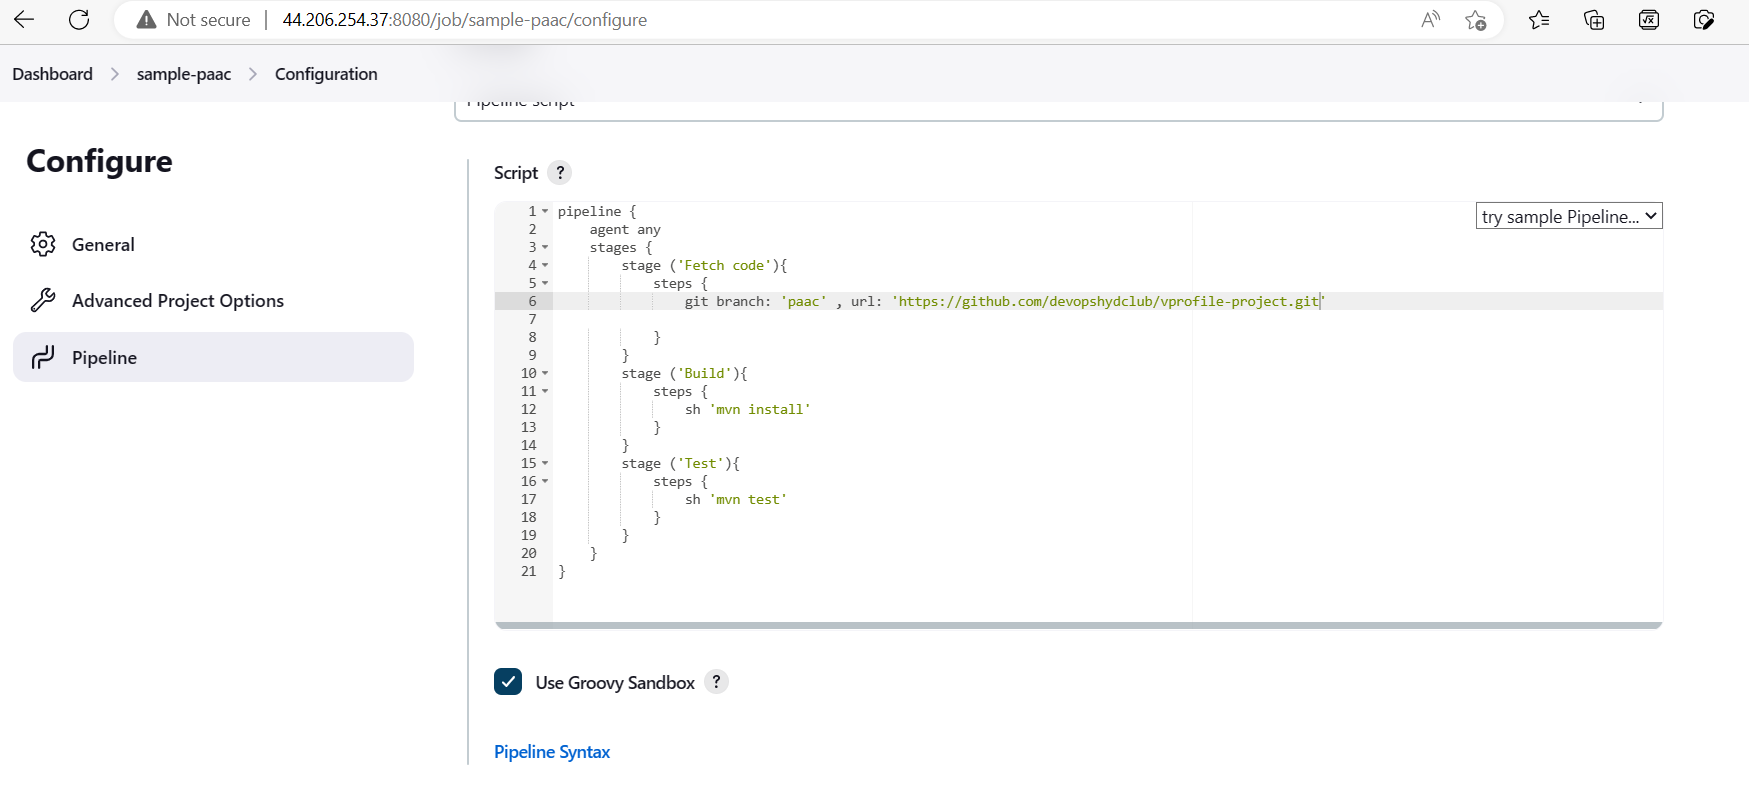 Not secure | 44.206.254.37:8080/job/sample-paac/configure
Dashboard > sample-paac > Configuration
Pipeline script
Configure
General
Advanced Project Options
Pipeline
Script ?
try sample Pipeline...
1 pipeline {
2 agent any
3 stages {
4 stage ('Fetch code'){
5 steps {
6 git branch: 'paac' , url: 'https://github.com/devopshydclub/vprofile-project.git'
7
8 }
9 }
10 stage ('Build'){
11 steps {
12 sh 'mvn install'
13 }
14 }
15 stage ('Test'){
16 steps {
17 sh 'mvn test'
18 }
19 }
20 }
21 }
Use Groovy Sandbox ?
Pipeline Syntax